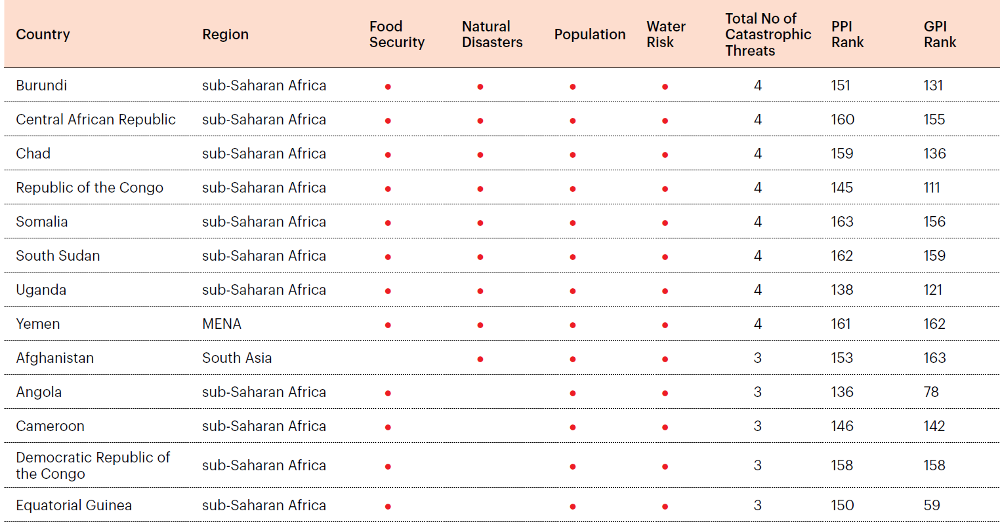 Country Region Food Security Natural Disasters Population Water Risk Total No of Catastrophic Threats PPI Rank GPI Rank
Burundi sub-Saharan Africa • • • • 4 151 131
Central African Republic sub-Saharan Africa • • • • 4 160 155
Chad sub-Saharan Africa • • • • 4 159 136
Republic of the Congo sub-Saharan Africa • • • • 4 145 111
Somalia sub-Saharan Africa • • • • 4 163 156
South Sudan sub-Saharan Africa • • • • 4 162 159
Uganda sub-Saharan Africa • • • • 4 138 121
Yemen MENA • • • • 4 161 162
Afghanistan South Asia • • • 3 153 163
Angola sub-Saharan Africa • • • 3 136 78
Cameroon sub-Saharan Africa • • • 3 146 142
Democratic Republic of the Congo sub-Saharan Africa • • • 3 158 158
Equatorial Guinea sub-Saharan Africa • • • 3 150 59